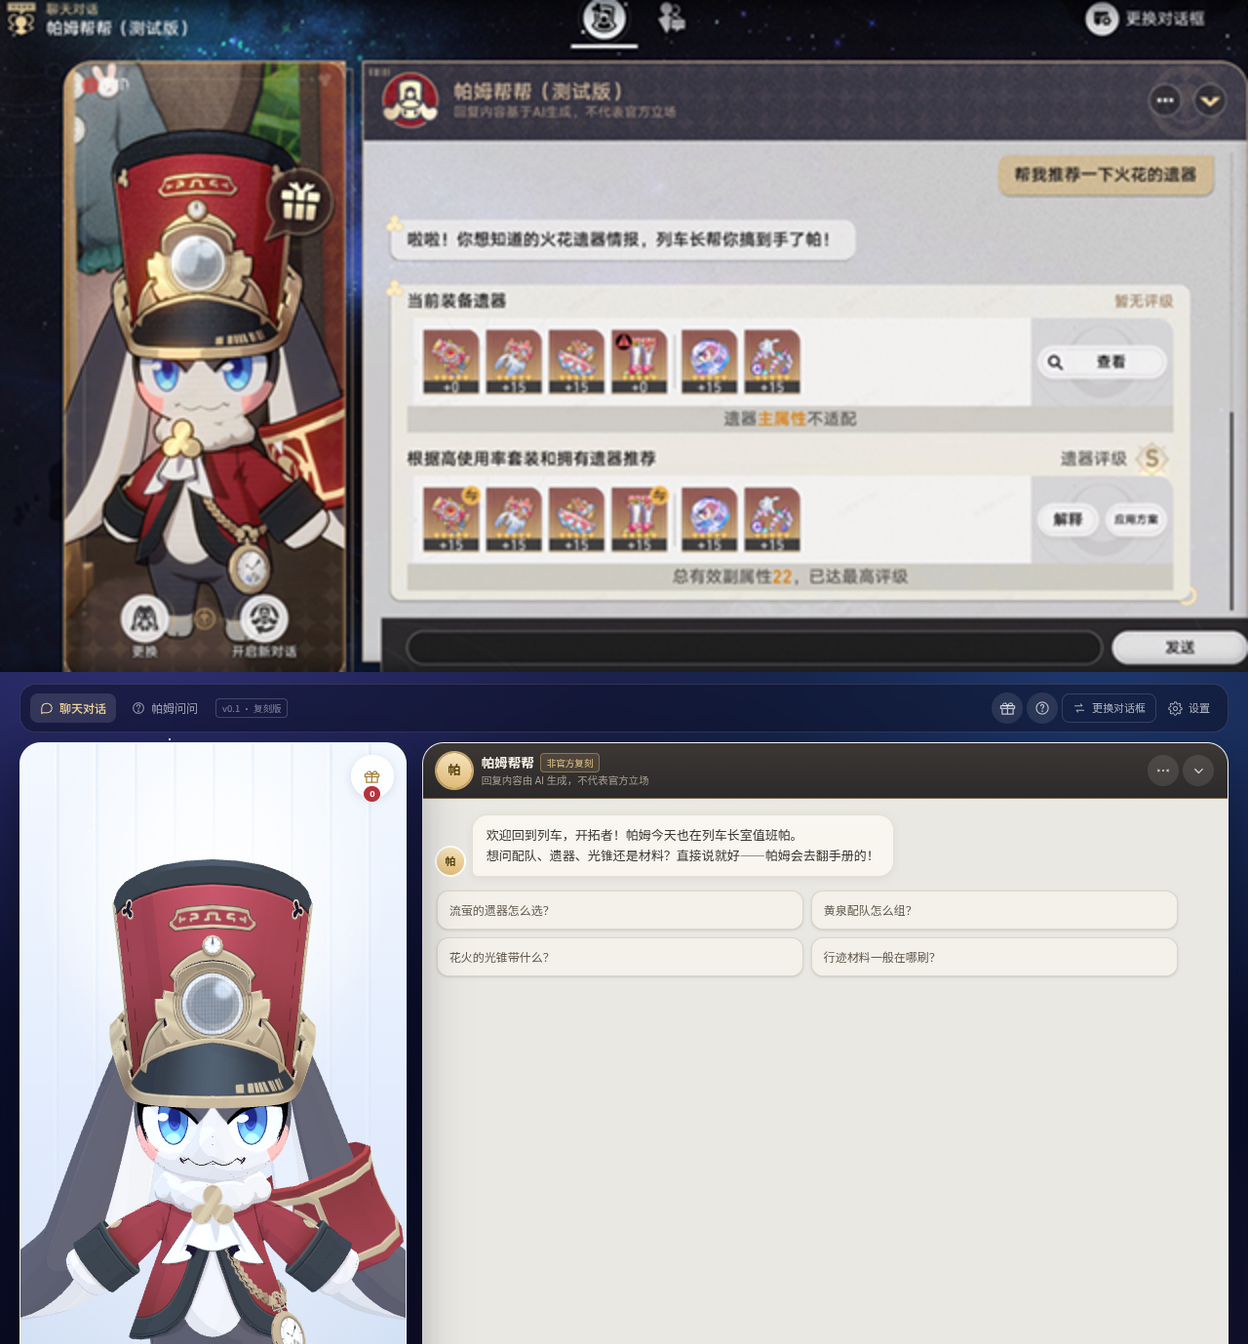 聊天对话
帕姆帮帮（测试版）
更换对话框
帕姆帮帮（测试版）
回复内容基于AI生成，不代表官方立场
帮我推荐一下火花的遗器
啦啦！你想知道的火花遗器情报，列车长帮你搞到手了帕！
当前装备遗器
暂无评级
+0
+15
+15
+0
+15
+15
查看
遗器主属性不适配
根据高使用率套装和拥有遗器推荐
遗器评级 S
+15
+15
+15
+15
+15
+15
解释
应用方案
总有效副属性22，已达最高评级
更换
开启新对话
发送
聊天对话
帕姆问问
v0.1 · 复刻版
更换对话框
设置
0
帕
帕姆帮帮
非官方复刻
回复内容由 AI 生成，不代表官方立场
欢迎回到列车，开拓者！帕姆今天也在列车长室值班帕。
想问配队、遗器、光锥还是材料？直接说就好——帕姆会去翻手册的！
帕
流萤的遗器怎么选？
黄泉配队怎么组？
花火的光锥带什么？
行迹材料一般在哪刷？